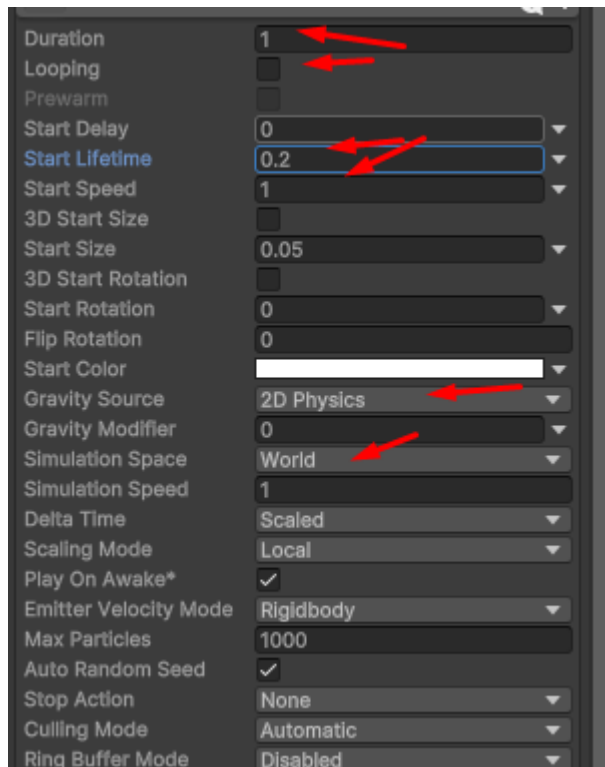 Duration 1
Looping
Prewarm
Start Delay 0
Start Lifetime 0.2
Start Speed 1
3D Start Size
Start Size 0.05
3D Start Rotation
Start Rotation 0
Flip Rotation 0
Start Color
Gravity Source 2D Physics
Gravity Modifier 0
Simulation Space World
Simulation Speed 1
Delta Time Scaled
Scaling Mode Local
Play On Awake*
Emitter Velocity Mode Rigidbody
Max Particles 1000
Auto Random Seed
Stop Action None
Culling Mode Automatic
Ring Buffer Mode Disabled